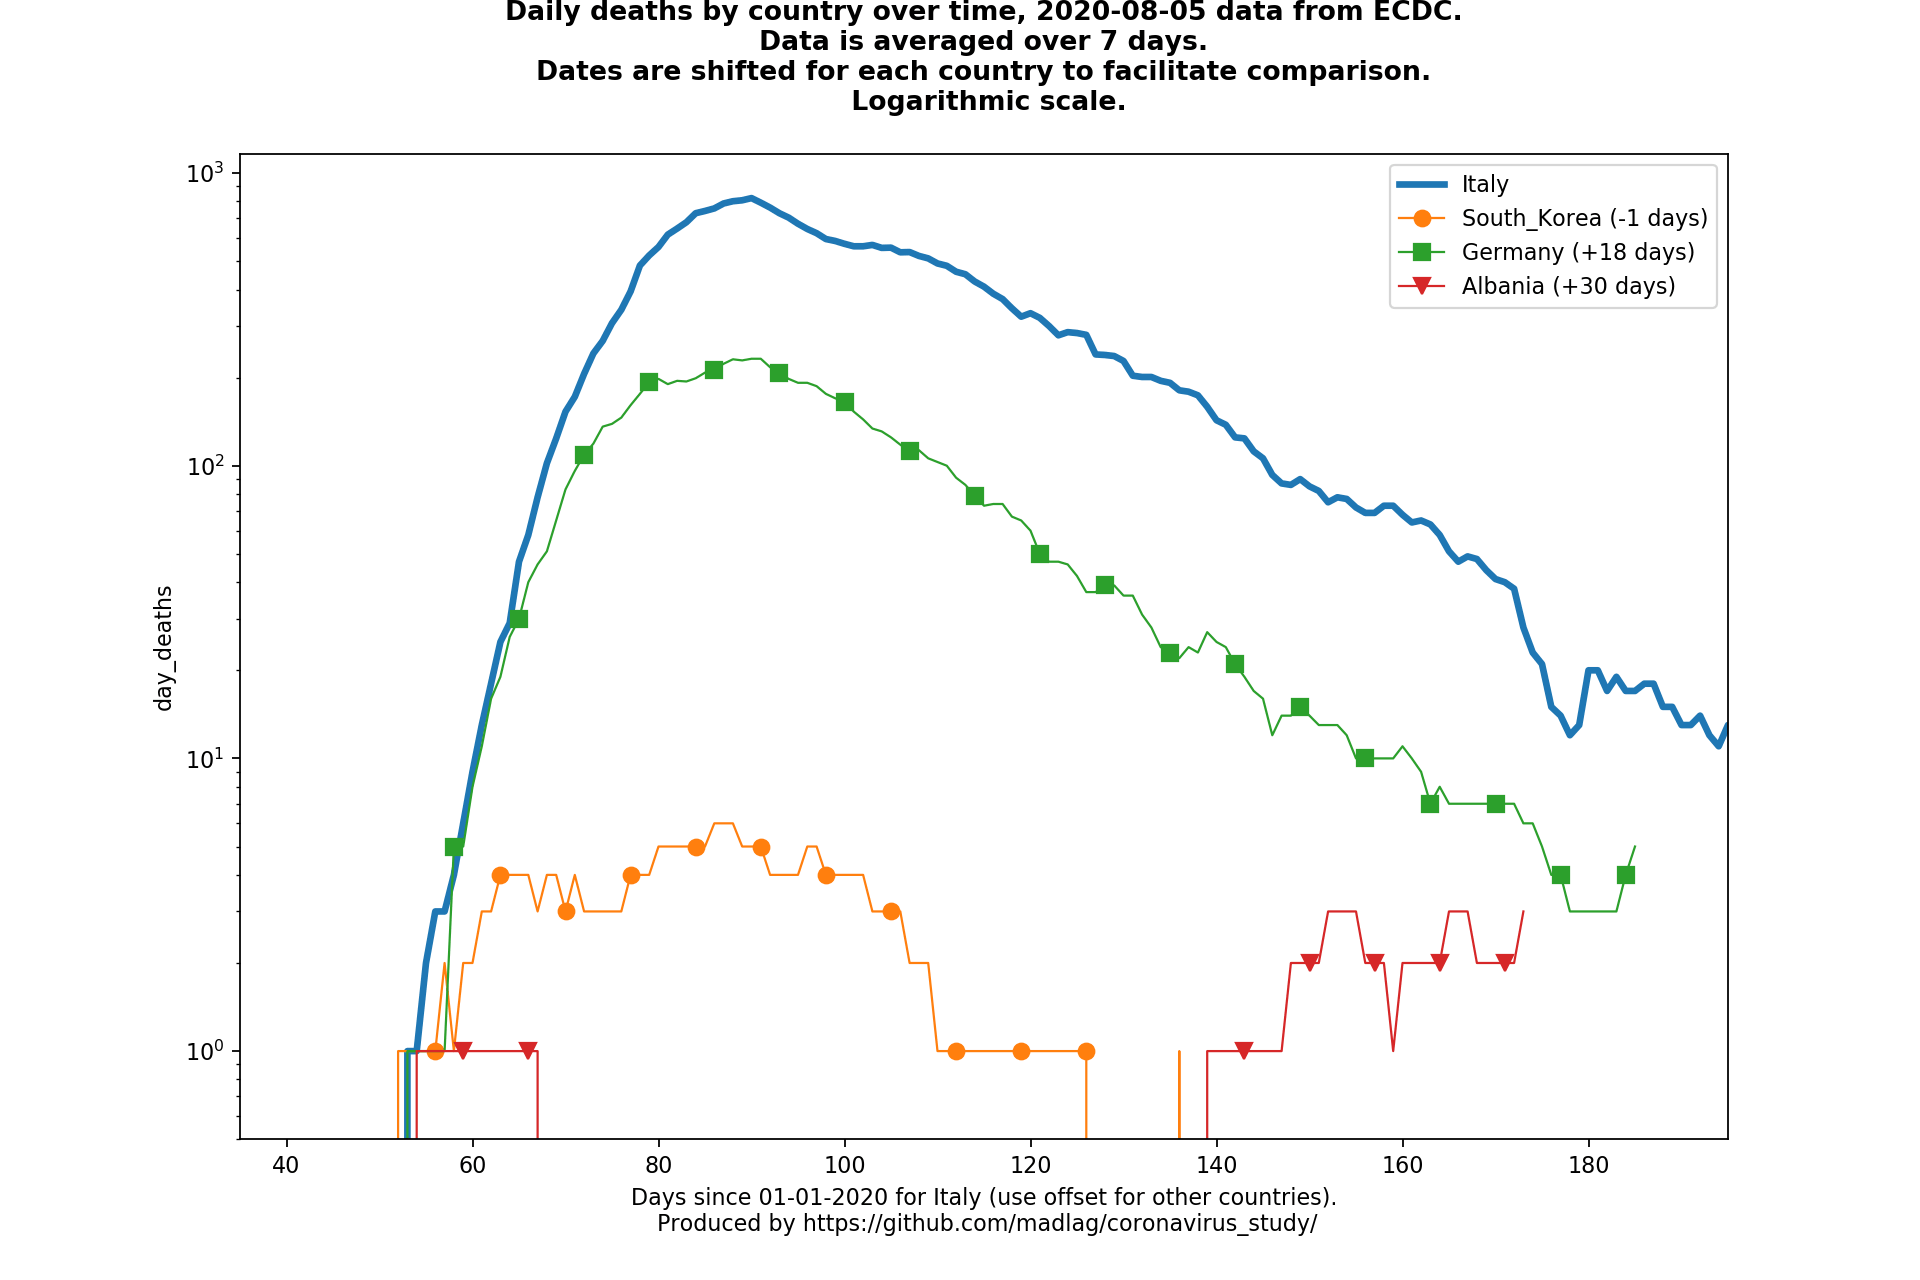 Daily deaths by country over time, 2020-08-05 data from ECDC.
Data is averaged over 7 days.
Dates are shifted for each country to facilitate comparison.
Logarithmic scale.
Italy
South_Korea (-1 days)
Germany (+18 days)
Albania (+30 days)
day_deaths
10³
10²
10¹
10⁰
40 60 80 100 120 140 160 180
Days since 01-01-2020 for Italy (use offset for other countries).
Produced by https://github.com/madlag/coronavirus_study/